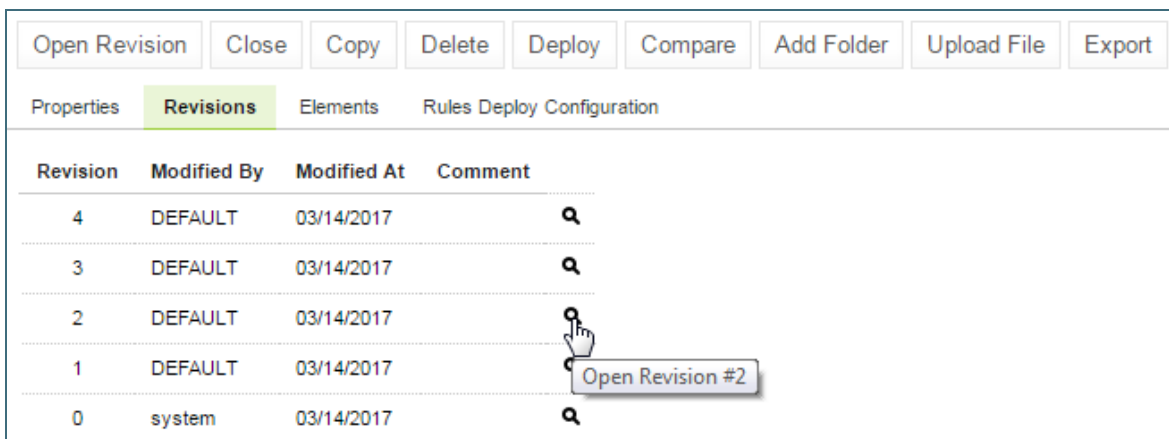 Open Revision Close Copy Delete Deploy Compare Add Folder Upload File Export
Properties Revisions Elements Rules Deploy Configuration
Revision Modified By Modified At Comment
4 DEFAULT 03/14/2017
3 DEFAULT 03/14/2017
2 DEFAULT 03/14/2017
1 DEFAULT 03/14/2017
Open Revision #2
0 system 03/14/2017